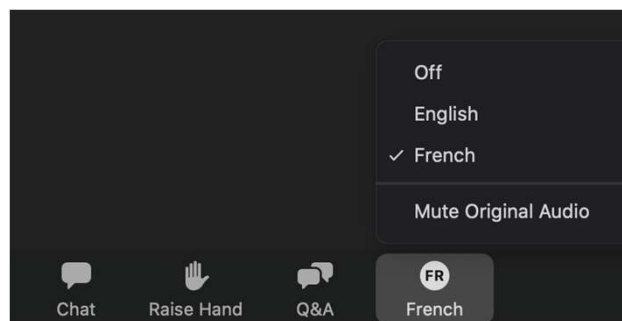 Off
English
French
Mute Original Audio
FR
Chat
Raise Hand
Q&A
French